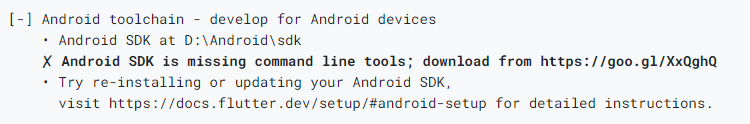 [-] Android toolchain - develop for Android devices
• Android SDK at D:\Android\sdk
✗ Android SDK is missing command line tools; download from https://goo.gl/XxQghQ
• Try re-installing or updating your Android SDK,
visit https://docs.flutter.dev/setup/#android-setup for detailed instructions.